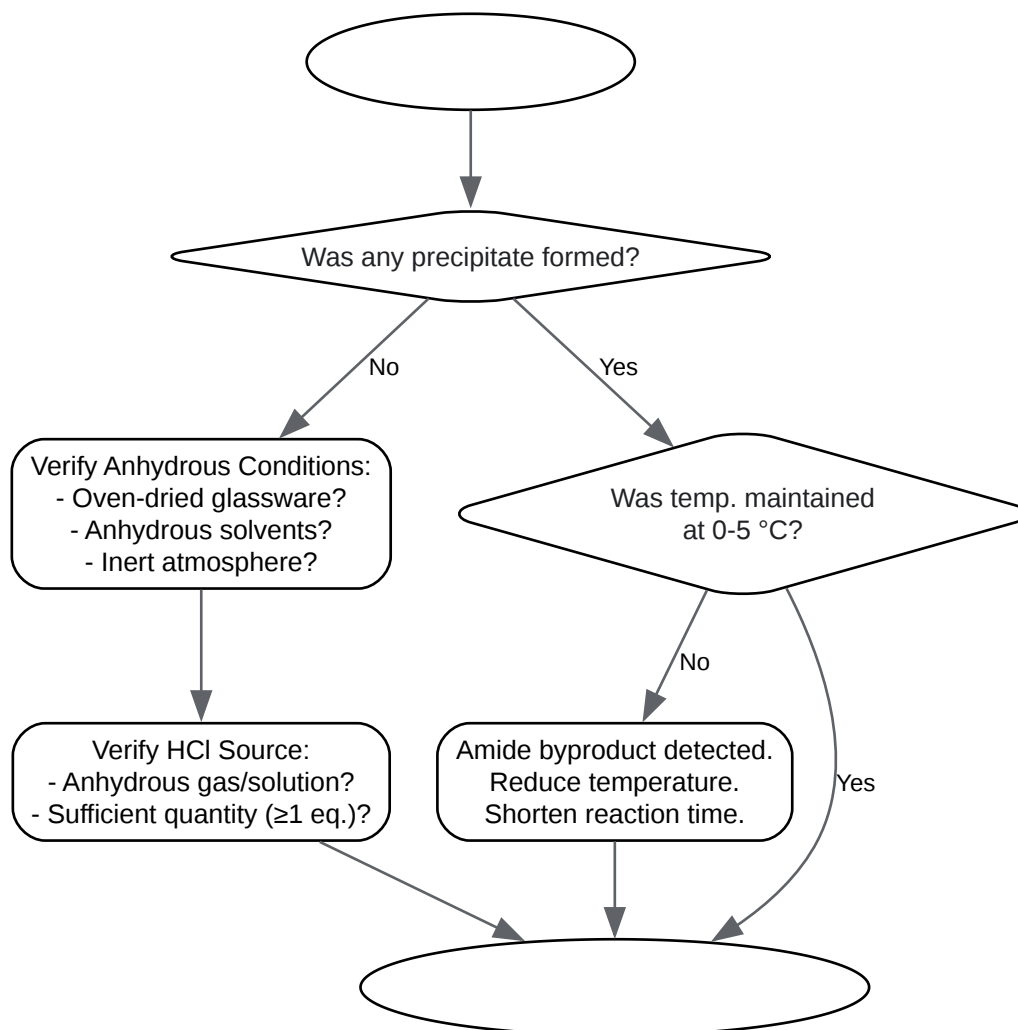 Was any precipitate formed?
No
Yes
Verify Anhydrous Conditions:
- Oven-dried glassware?
- Anhydrous solvents?
- Inert atmosphere?
Was temp. maintained
at 0-5 °C?
No
Yes
Verify HCl Source:
- Anhydrous gas/solution?
- Sufficient quantity (≥1 eq.)?
Amide byproduct detected.
Reduce temperature.
Shorten reaction time.